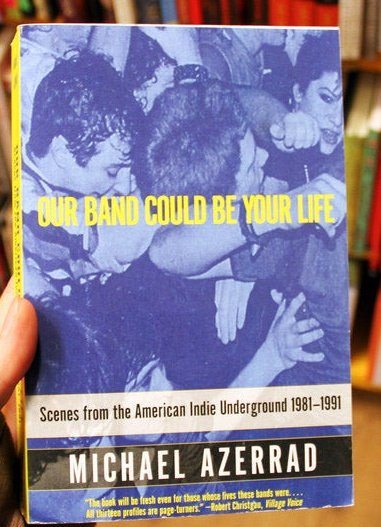 OUR BAND COULD BE YOUR LIFE
Scenes from the American Indie Underground 1981–1991
MICHAEL AZERRAD
"The book will be fresh even for those whose lives these bands were. . . .
All thirteen profiles are page-turners." —Robert Christgau, Village Voice